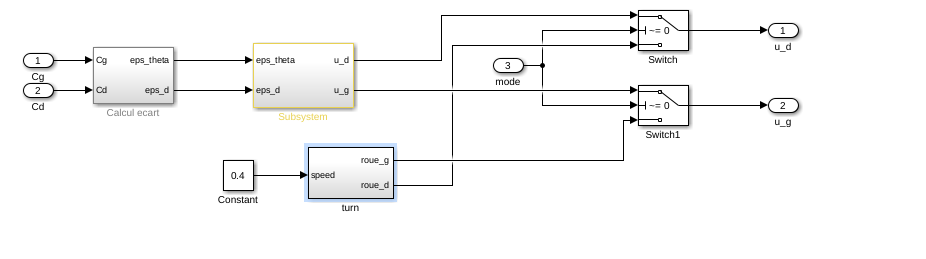 1
Cg
2
Cd
Cg eps_theta
Cd eps_d
Calcul ecart
eps_theta u_d
eps_d u_g
Subsystem
0.4
Constant
speed
roue_g
roue_d
turn
3
mode
~= 0
Switch
~= 0
Switch1
1
u_d
2
u_g